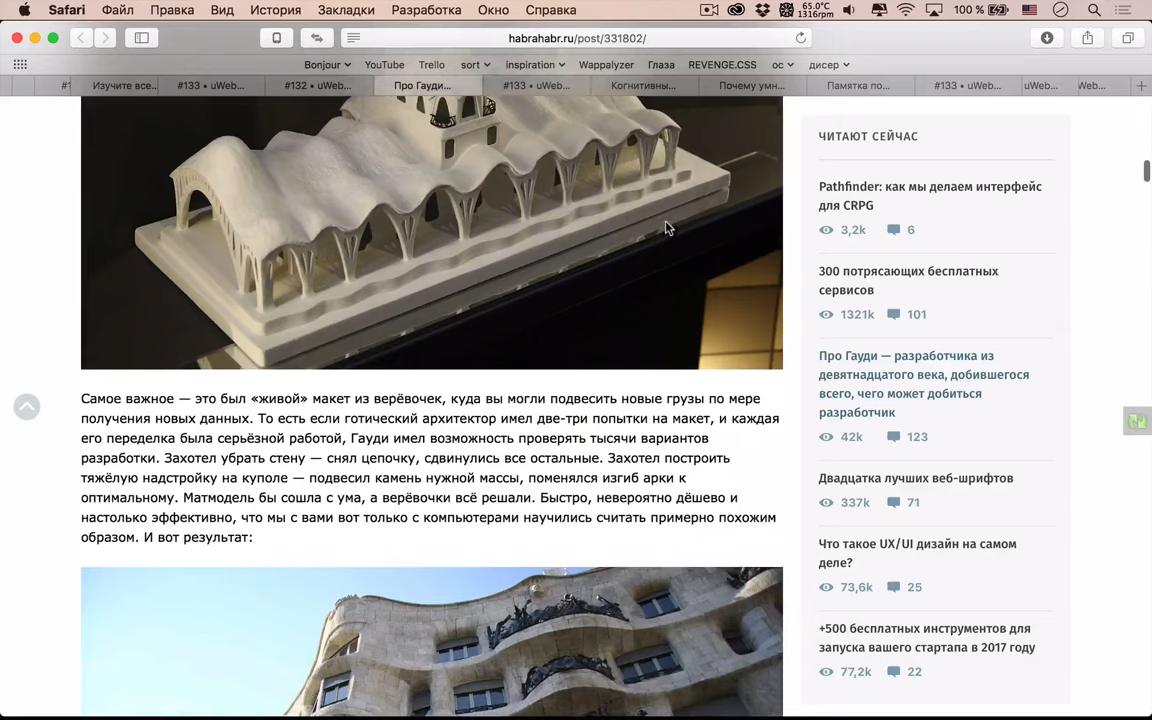 Safari Файл Правка Вид История Закладки Разработка Окно Справка 65.0°C 1316rpm 100 %
habrahabr.ru/post/331802/
Bonjour YouTube Trello sort inspiration Wappalyzer Глаза REVENGE.CSS ос дисер
#1 Изучите все... #133 • uWeb... #132 • uWeb... Про Гауди... #133 • uWeb... Когнитивны... Почему умн... Памятка по... #133 • uWeb... uWeb... Web...
Самое важное — это был «живой» макет из верёвочек, куда вы могли подвесить новые грузы по мере
получения новых данных. То есть если готический архитектор имел две-три попытки на макет, и каждая
его переделка была серьёзной работой, Гауди имел возможность проверять тысячи вариантов
разработки. Захотел убрать стену — снял цепочку, сдвинулись все остальные. Захотел построить
тяжёлую надстройку на куполе — подвесил камень нужной массы, поменялся изгиб арки к
оптимальному. Матмодель бы сошла с ума, а верёвочки всё решали. Быстро, невероятно дёшево и
настолько эффективно, что мы с вами вот только с компьютерами научились считать примерно похожим
образом. И вот результат:
ЧИТАЮТ СЕЙЧАС
Pathfinder: как мы делаем интерфейс
для CRPG
3,2k 6
300 потрясающих бесплатных
сервисов
1321k 101
Про Гауди — разработчика из
девятнадцатого века, добившегося
всего, чего может добиться
разработчик
42k 123
Двадцатка лучших веб-шрифтов
337k 71
Что такое UX/UI дизайн на самом
деле?
73,6k 25
+500 бесплатных инструментов для
запуска вашего стартапа в 2017 году
77,2k 22